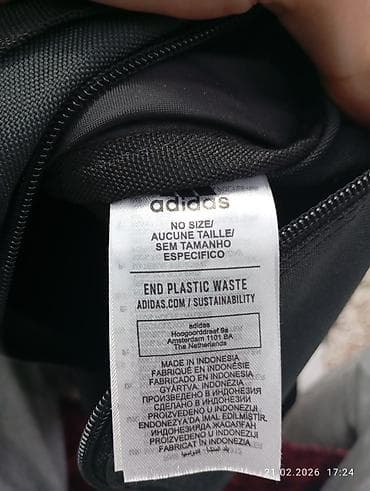 adidas
NO SIZE/
AUCUNE TAILLE/
SEM TAMANHO
ESPECIFICO
END PLASTIC WASTE
ADIDAS.COM / SUSTAINABILITY
adidas
Hoogoorddreef 9a
Amsterdam 1101 BA
The Netherlands
MADE IN INDONESIA
FABRIQUÉ EN INDONÉSIE
FABRICADO EN INDONESIA
GYÁRTVA. INDONÉZIA
ПРОИЗВЕДЕНО В ИНДОНЕЗИИ
СДЕЛАНО В ИНДОНЕЗИИ
PROIZVEDENO U INDONEZIJI
ENDONEZYA'DA IMAL EDİLMİŞTİR.
ИНДОНЕЗИЯДА ЖАСАЛҒАН
PROIZVEDENO U INDONEZIJI
FABRICAT ÎN INDONEZIA
21.02.2026 17:24